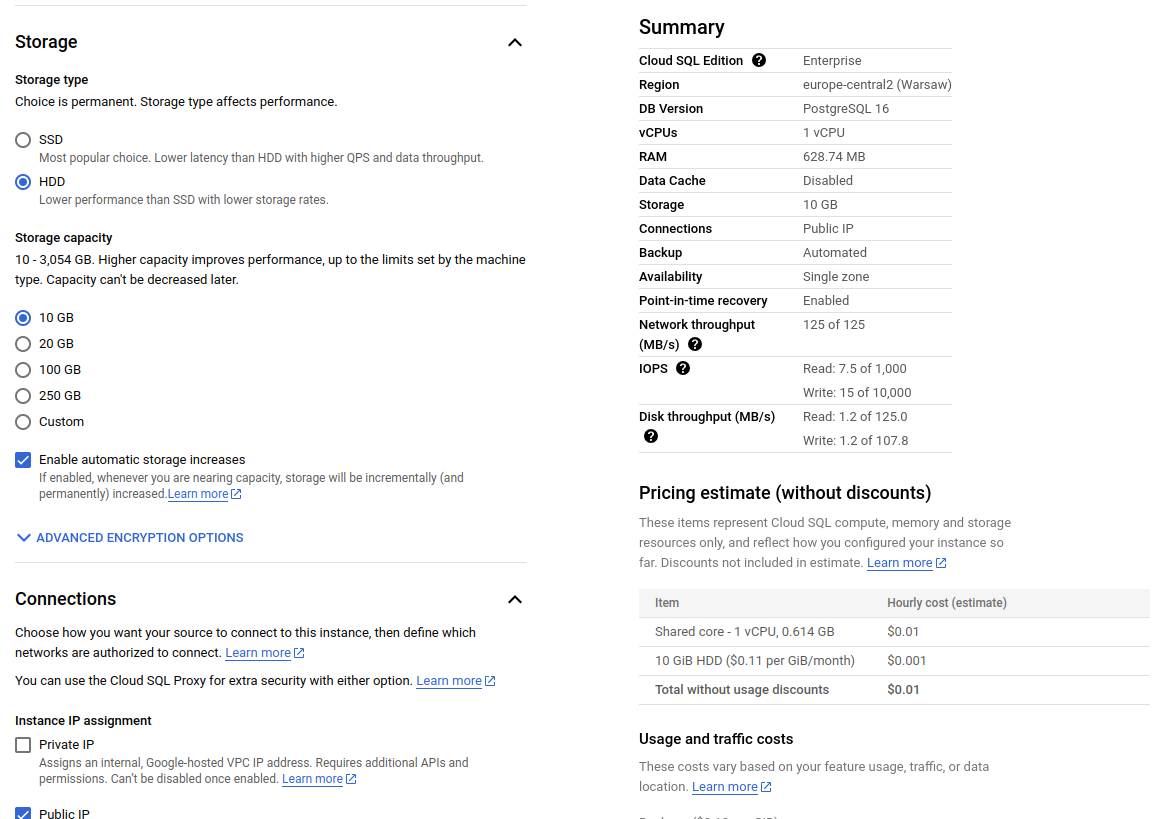 Storage
Storage type
Choice is permanent. Storage type affects performance.
SSD
Most popular choice. Lower latency than HDD with higher QPS and data throughput.
HDD
Lower performance than SSD with lower storage rates.
Storage capacity
10 - 3,054 GB. Higher capacity improves performance, up to the limits set by the machine
type. Capacity can't be decreased later.
10 GB
20 GB
100 GB
250 GB
Custom
Enable automatic storage increases
If enabled, whenever you are nearing capacity, storage will be incrementally (and
permanently) increased.Learn more
ADVANCED ENCRYPTION OPTIONS
Connections
Choose how you want your source to connect to this instance, then define which
networks are authorized to connect. Learn more
You can use the Cloud SQL Proxy for extra security with either option. Learn more
Instance IP assignment
Private IP
Assigns an internal, Google-hosted VPC IP address. Requires additional APIs and
permissions. Can't be disabled once enabled. Learn more
Public IP
Summary
Cloud SQL Edition ? Enterprise
Region europe-central2 (Warsaw)
DB Version PostgreSQL 16
vCPUs 1 vCPU
RAM 628.74 MB
Data Cache Disabled
Storage 10 GB
Connections Public IP
Backup Automated
Availability Single zone
Point-in-time recovery Enabled
Network throughput 125 of 125
(MB/s) ?
IOPS ? Read: 7.5 of 1,000
Write: 15 of 10,000
Disk throughput (MB/s) Read: 1.2 of 125.0
? Write: 1.2 of 107.8
Pricing estimate (without discounts)
These items represent Cloud SQL compute, memory and storage
resources only, and reflect how you configured your instance so
far. Discounts not included in estimate. Learn more
Item Hourly cost (estimate)
Shared core - 1 vCPU, 0.614 GB $0.01
10 GiB HDD ($0.11 per GiB/month) $0.001
Total without usage discounts $0.01
Usage and traffic costs
These costs vary based on your feature usage, traffic, or data
location. Learn more